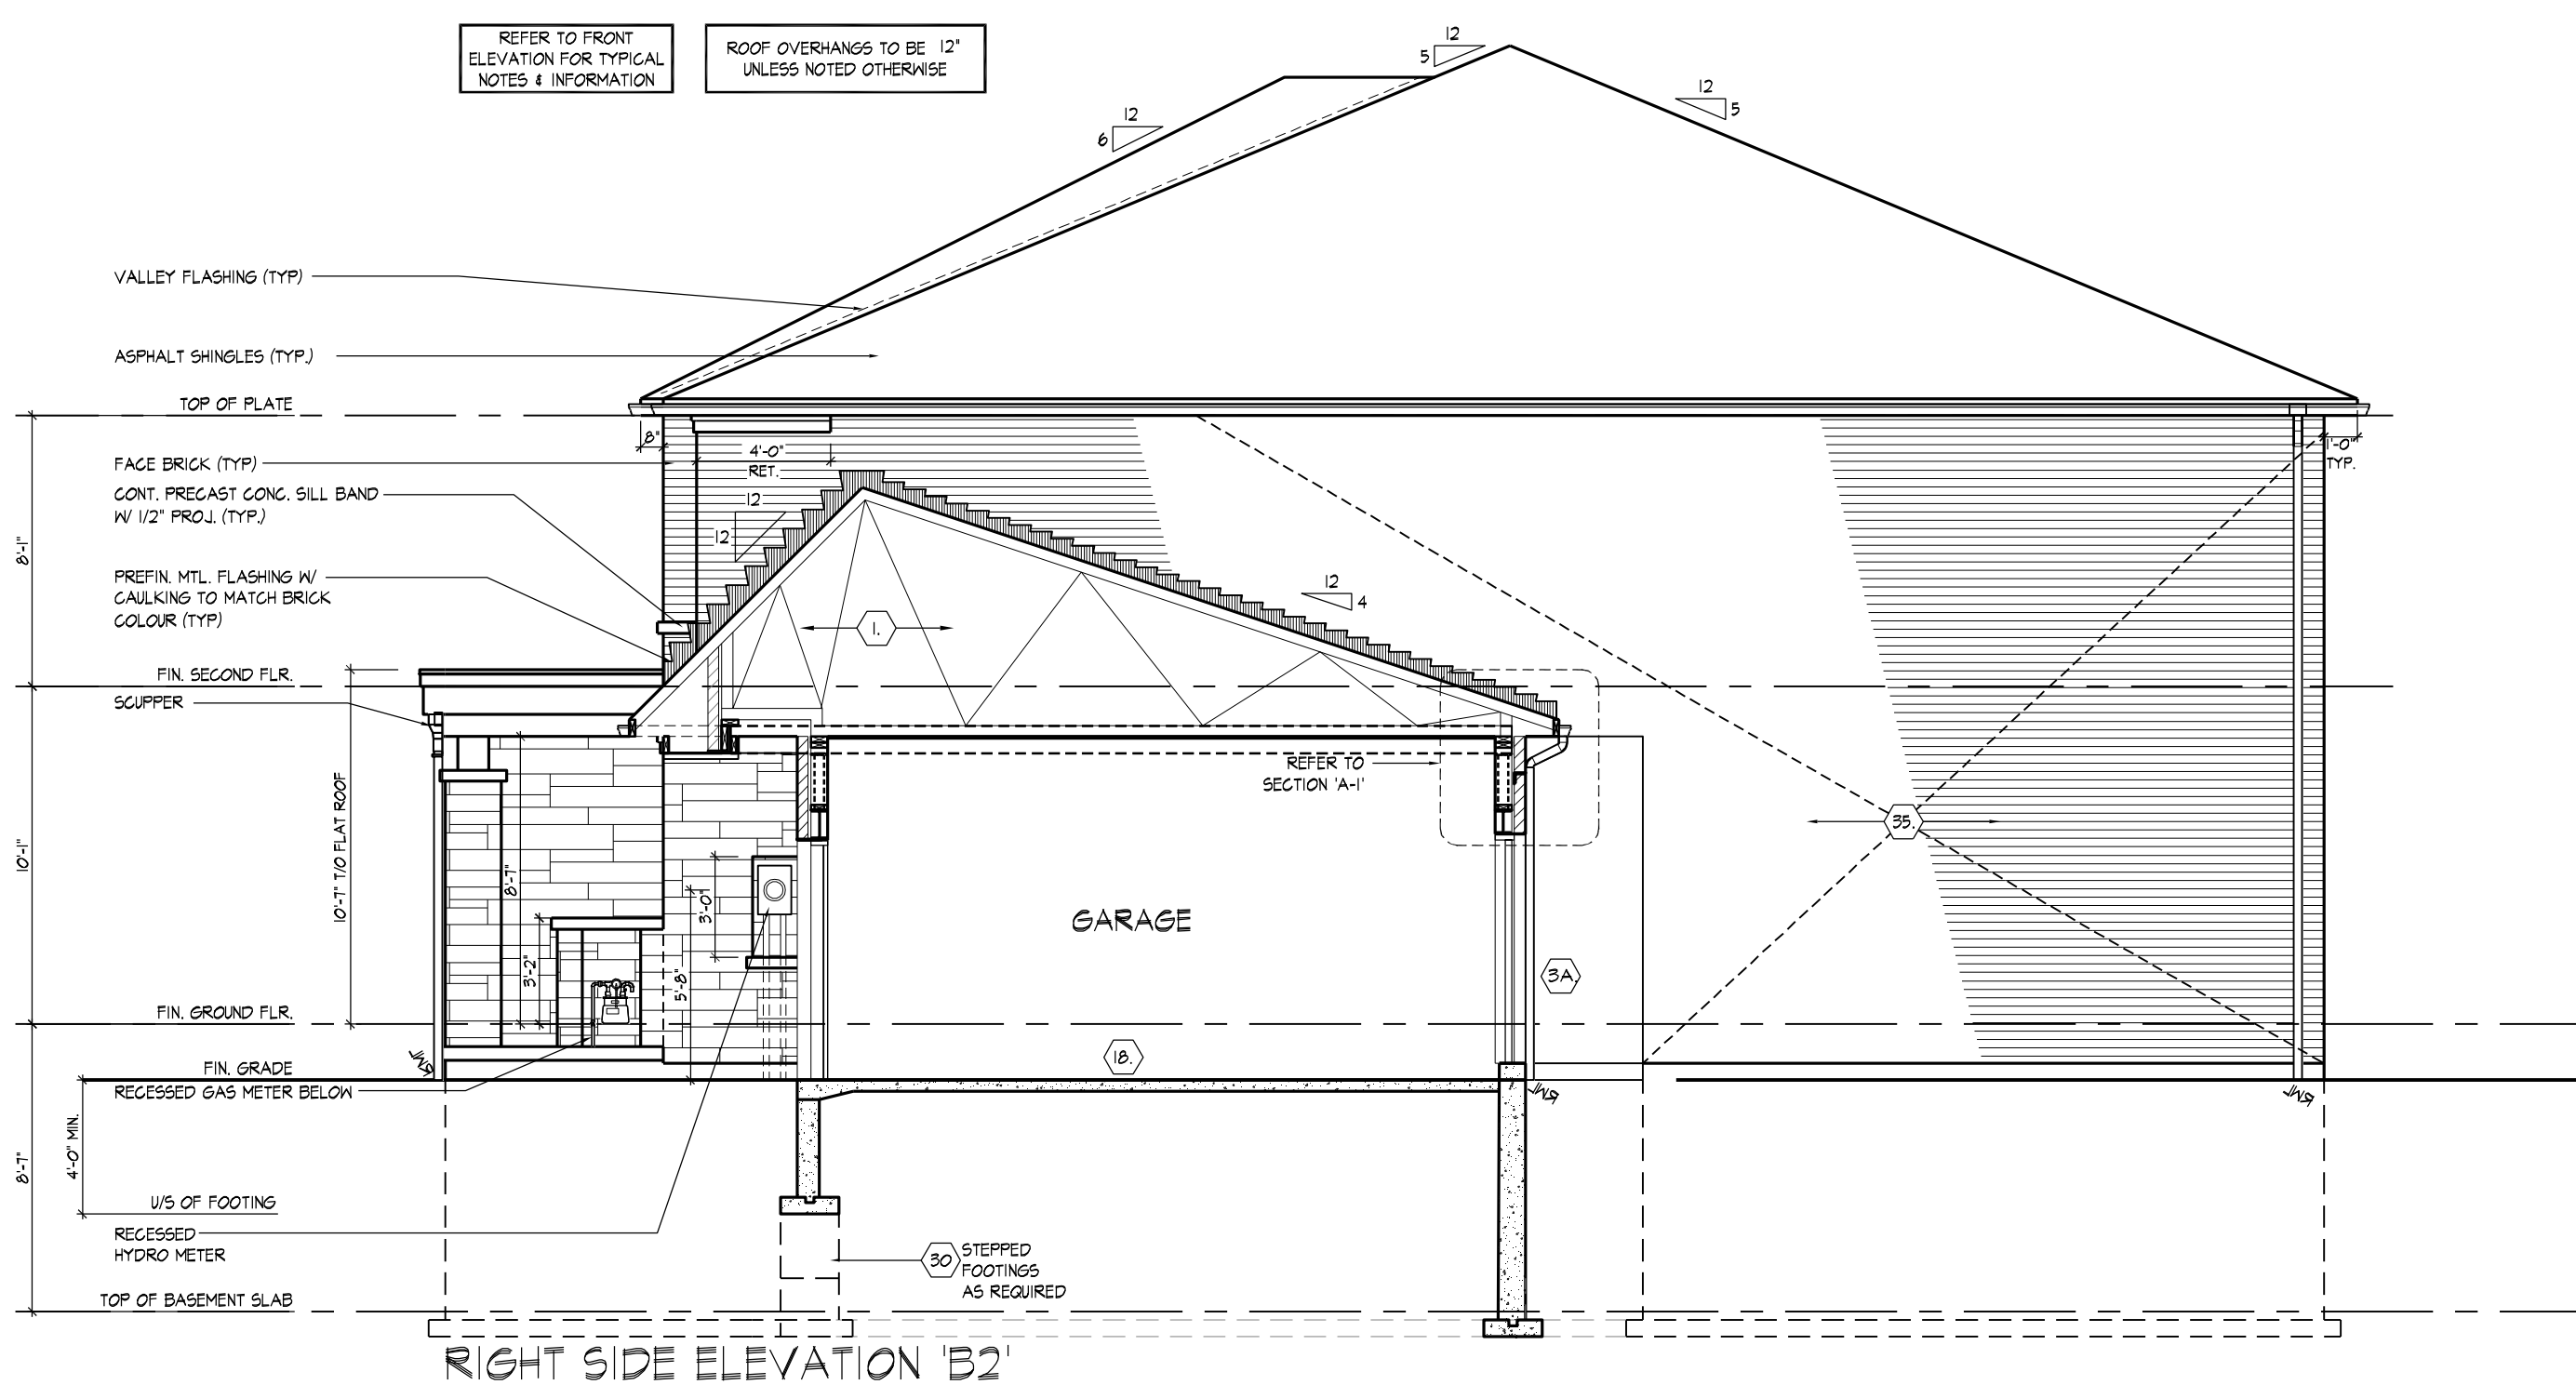 REFER TO FRONT
ELEVATION FOR TYPICAL
NOTES & INFORMATION
ROOF OVERHANGS TO BE 12"
UNLESS NOTED OTHERWISE
12
5
12
5
12
6
VALLEY FLASHING (TYP)
ASPHALT SHINGLES (TYP.)
TOP OF PLATE
8"
4'-0"
RET.
1'-0"
TYP.
FACE BRICK (TYP)
CONT. PRECAST CONC. SILL BAND
W/ 1/2" PROJ. (TYP.)
12
12
8'-1"
PREFIN. MTL. FLASHING W/
CAULKING TO MATCH BRICK
COLOUR (TYP)
12
4
1.
FIN. SECOND FLR.
SCUPPER
REFER TO
SECTION 'A-1'
10'-7" T/O FLAT ROOF
10'-1"
8'-7"
3'-0"
35.
GARAGE
3'-2"
5'-8"
3A.
FIN. GROUND FLR.
18.
FIN. GRADE
RWL
RECESSED GAS METER BELOW
RWL
RWL
4'-0" MIN.
8'-7"
U/S OF FOOTING
RECESSED
HYDRO METER
30
STEPPED
FOOTINGS
AS REQUIRED
TOP OF BASEMENT SLAB
RIGHT SIDE ELEVATION 'B2'